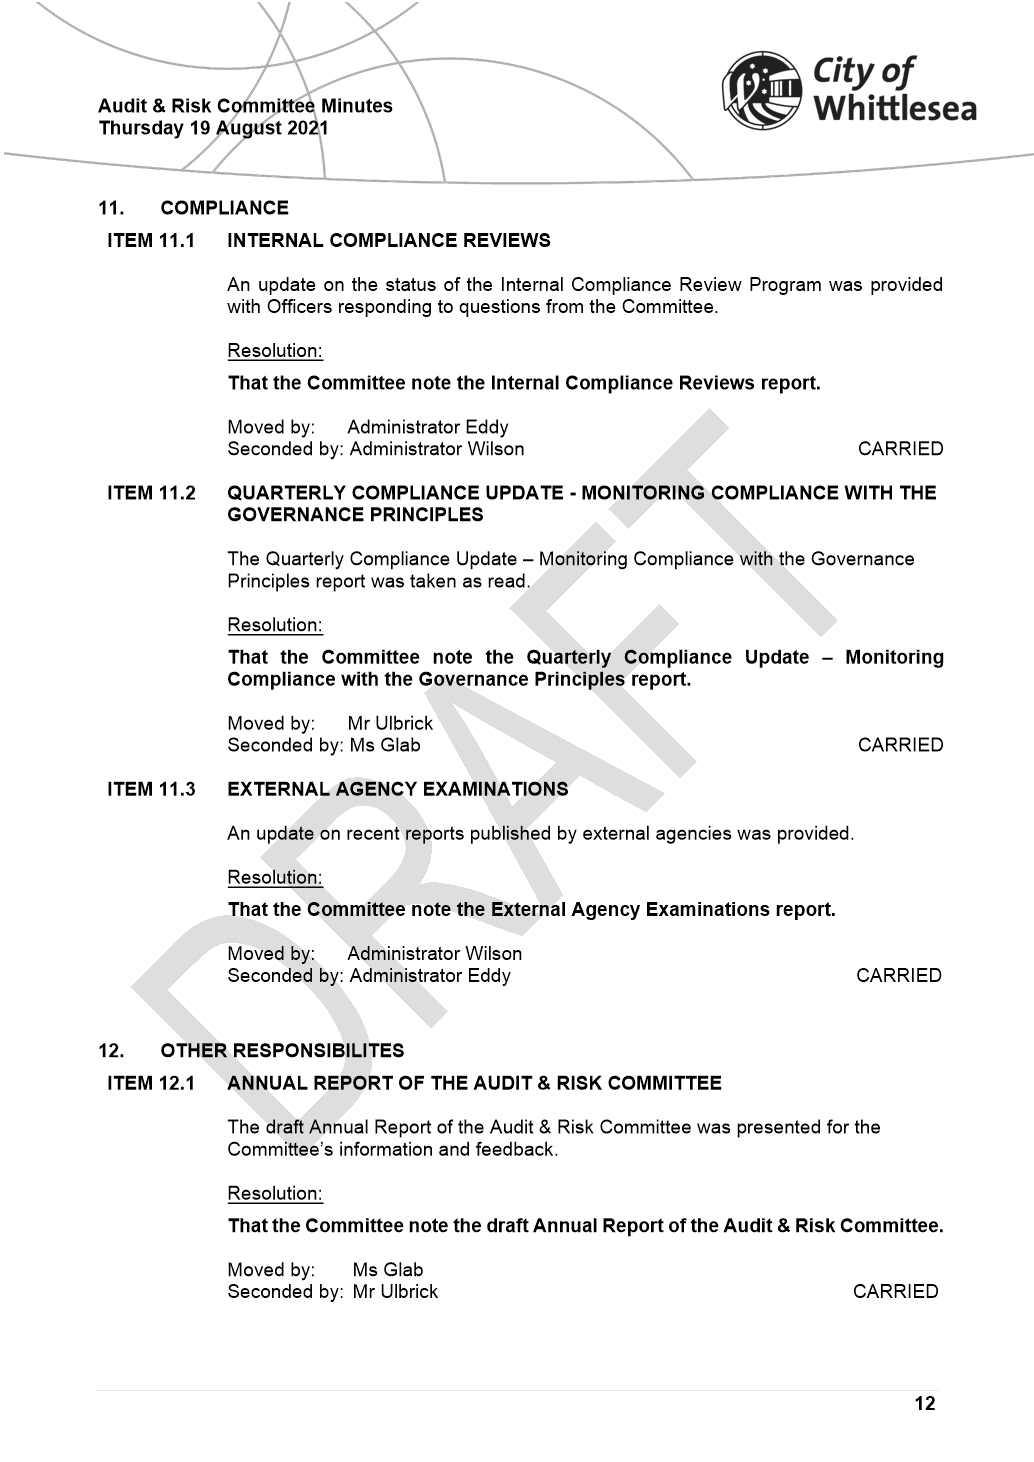 Audit & Risk Committee Minutes
Thursday 19 August 2021
City of
Whittlesea
11. COMPLIANCE
ITEM 11.1 INTERNAL COMPLIANCE REVIEWS
An update on the status of the Internal Compliance Review Program was provided
with Officers responding to questions from the Committee.
Resolution:
That the Committee note the Internal Compliance Reviews report.
Moved by: Administrator Eddy
Seconded by: Administrator Wilson CARRIED
ITEM 11.2 QUARTERLY COMPLIANCE UPDATE - MONITORING COMPLIANCE WITH THE
GOVERNANCE PRINCIPLES
The Quarterly Compliance Update – Monitoring Compliance with the Governance
Principles report was taken as read.
Resolution:
That the Committee note the Quarterly Compliance Update – Monitoring
Compliance with the Governance Principles report.
Moved by: Mr Ulbrick
Seconded by: Ms Glab CARRIED
ITEM 11.3 EXTERNAL AGENCY EXAMINATIONS
An update on recent reports published by external agencies was provided.
Resolution:
That the Committee note the External Agency Examinations report.
Moved by: Administrator Wilson
Seconded by: Administrator Eddy CARRIED
12. OTHER RESPONSIBILITES
ITEM 12.1 ANNUAL REPORT OF THE AUDIT & RISK COMMITTEE
The draft Annual Report of the Audit & Risk Committee was presented for the
Committee’s information and feedback.
Resolution:
That the Committee note the draft Annual Report of the Audit & Risk Committee.
Moved by: Ms Glab
Seconded by: Mr Ulbrick CARRIED
12
DRAFT